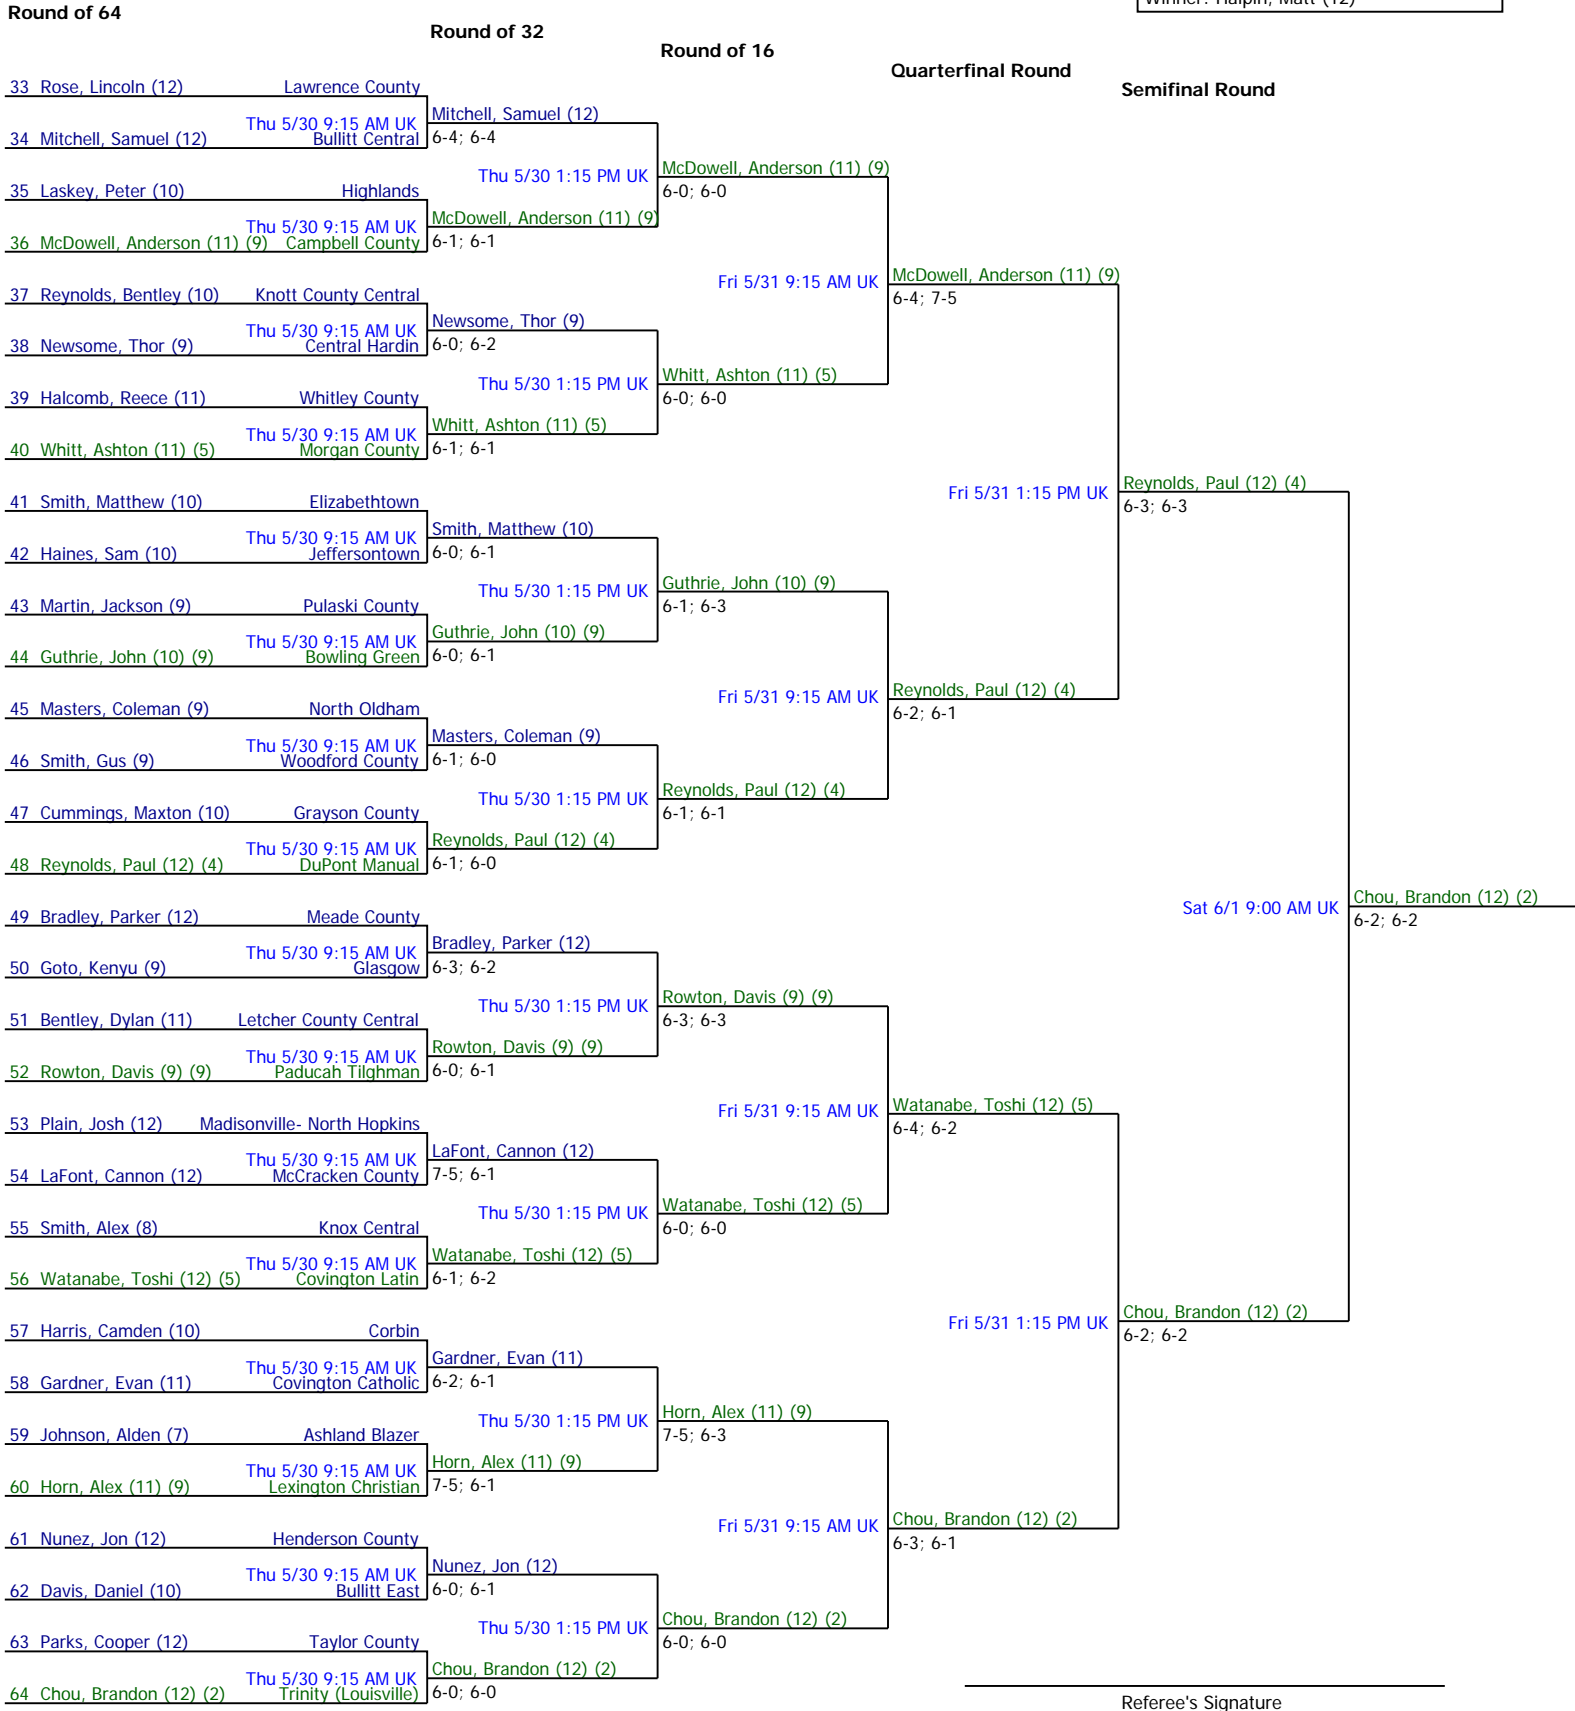 Winner: Halpin, Matt (12)
Round of 64
Round of 32
Round of 16
Quarterfinal Round
Semifinal Round
33 Rose, Lincoln (12) Lawrence County
Mitchell, Samuel (12)
Thu 5/30 9:15 AM UK
34 Mitchell, Samuel (12) Bullitt Central
6-4; 6-4
McDowell, Anderson (11) (9)
Thu 5/30 1:15 PM UK
6-0; 6-0
35 Laskey, Peter (10) Highlands
McDowell, Anderson (11) (9)
Thu 5/30 9:15 AM UK
36 McDowell, Anderson (11) (9) Campbell County
6-1; 6-1
McDowell, Anderson (11) (9)
Fri 5/31 9:15 AM UK
6-4; 7-5
37 Reynolds, Bentley (10) Knott County Central
Newsome, Thor (9)
Thu 5/30 9:15 AM UK
38 Newsome, Thor (9) Central Hardin
6-0; 6-2
Whitt, Ashton (11) (5)
Thu 5/30 1:15 PM UK
6-0; 6-0
39 Halcomb, Reece (11) Whitley County
Whitt, Ashton (11) (5)
Thu 5/30 9:15 AM UK
40 Whitt, Ashton (11) (5) Morgan County
6-1; 6-1
Reynolds, Paul (12) (4)
Fri 5/31 1:15 PM UK
6-3; 6-3
41 Smith, Matthew (10) Elizabethtown
Smith, Matthew (10)
Thu 5/30 9:15 AM UK
42 Haines, Sam (10) Jeffersontown
6-0; 6-1
Guthrie, John (10) (9)
Thu 5/30 1:15 PM UK
6-1; 6-3
43 Martin, Jackson (9) Pulaski County
Guthrie, John (10) (9)
Thu 5/30 9:15 AM UK
44 Guthrie, John (10) (9) Bowling Green
6-0; 6-1
Reynolds, Paul (12) (4)
Fri 5/31 9:15 AM UK
6-2; 6-1
45 Masters, Coleman (9) North Oldham
Masters, Coleman (9)
Thu 5/30 9:15 AM UK
46 Smith, Gus (9) Woodford County
6-1; 6-0
Reynolds, Paul (12) (4)
Thu 5/30 1:15 PM UK
6-1; 6-1
47 Cummings, Maxton (10) Grayson County
Reynolds, Paul (12) (4)
Thu 5/30 9:15 AM UK
48 Reynolds, Paul (12) (4) DuPont Manual
6-1; 6-0
Chou, Brandon (12) (2)
Sat 6/1 9:00 AM UK
6-2; 6-2
49 Bradley, Parker (12) Meade County
Bradley, Parker (12)
Thu 5/30 9:15 AM UK
50 Goto, Kenyu (9) Glasgow
6-3; 6-2
Rowton, Davis (9) (9)
Thu 5/30 1:15 PM UK
6-3; 6-3
51 Bentley, Dylan (11) Letcher County Central
Rowton, Davis (9) (9)
Thu 5/30 9:15 AM UK
52 Rowton, Davis (9) (9) Paducah Tilghman
6-0; 6-1
Watanabe, Toshi (12) (5)
Fri 5/31 9:15 AM UK
6-4; 6-2
53 Plain, Josh (12) Madisonville- North Hopkins
LaFont, Cannon (12)
Thu 5/30 9:15 AM UK
54 LaFont, Cannon (12) McCracken County
7-5; 6-1
Watanabe, Toshi (12) (5)
Thu 5/30 1:15 PM UK
6-0; 6-0
55 Smith, Alex (8) Knox Central
Watanabe, Toshi (12) (5)
Thu 5/30 9:15 AM UK
56 Watanabe, Toshi (12) (5) Covington Latin
6-1; 6-2
Chou, Brandon (12) (2)
Fri 5/31 1:15 PM UK
6-2; 6-2
57 Harris, Camden (10) Corbin
Gardner, Evan (11)
Thu 5/30 9:15 AM UK
58 Gardner, Evan (11) Covington Catholic
6-2; 6-1
Horn, Alex (11) (9)
Thu 5/30 1:15 PM UK
7-5; 6-3
59 Johnson, Alden (7) Ashland Blazer
Horn, Alex (11) (9)
Thu 5/30 9:15 AM UK
60 Horn, Alex (11) (9) Lexington Christian
7-5; 6-1
Chou, Brandon (12) (2)
Fri 5/31 9:15 AM UK
6-3; 6-1
61 Nunez, Jon (12) Henderson County
Nunez, Jon (12)
Thu 5/30 9:15 AM UK
62 Davis, Daniel (10) Bullitt East
6-0; 6-1
Chou, Brandon (12) (2)
Thu 5/30 1:15 PM UK
6-0; 6-0
63 Parks, Cooper (12) Taylor County
Chou, Brandon (12) (2)
Thu 5/30 9:15 AM UK
64 Chou, Brandon (12) (2) Trinity (Louisville)
6-0; 6-0
Referee's Signature